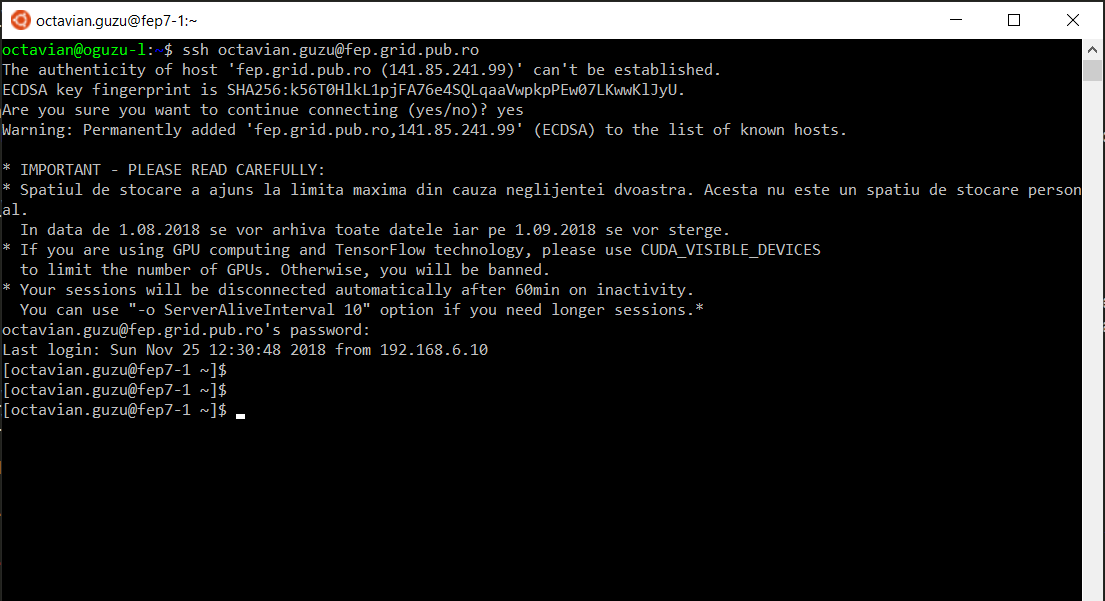 octavian.guzu@fep7-1:~
octavian@oguzu-l:~$ ssh octavian.guzu@fep.grid.pub.ro
The authenticity of host 'fep.grid.pub.ro (141.85.241.99)' can't be established.
ECDSA key fingerprint is SHA256:k56T0HlkL1pjFA76e4SQLqaaVwpkpPEw07LKwwKlJyU.
Are you sure you want to continue connecting (yes/no)? yes
Warning: Permanently added 'fep.grid.pub.ro,141.85.241.99' (ECDSA) to the list of known hosts.
* IMPORTANT - PLEASE READ CAREFULLY:
* Spatiul de stocare a ajuns la limita maxima din cauza neglijentei dvoastra. Acesta nu este un spatiu de stocare person
al.
In data de 1.08.2018 se vor arhiva toate datele iar pe 1.09.2018 se vor sterge.
* If you are using GPU computing and TensorFlow technology, please use CUDA_VISIBLE_DEVICES
to limit the number of GPUs. Otherwise, you will be banned.
* Your sessions will be disconnected automatically after 60min on inactivity.
You can use "-o ServerAliveInterval 10" option if you need longer sessions.*
octavian.guzu@fep.grid.pub.ro's password:
Last login: Sun Nov 25 12:30:48 2018 from 192.168.6.10
[octavian.guzu@fep7-1 ~]$
[octavian.guzu@fep7-1 ~]$
[octavian.guzu@fep7-1 ~]$